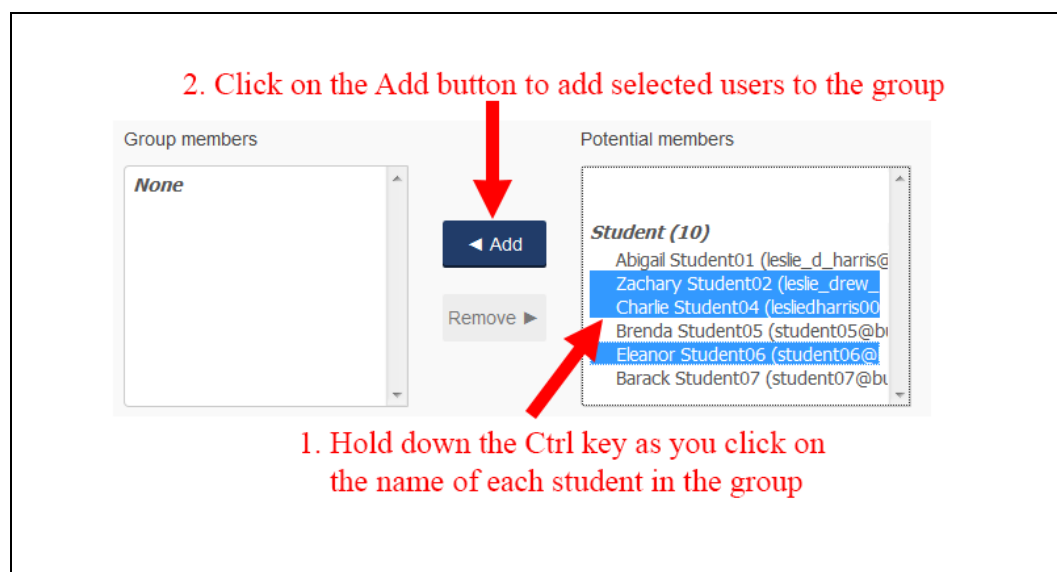 2. Click on the Add button to add selected users to the group
Group members
Potential members
None
◄ Add
Remove ►
Student (10)
Abigail Student01 (leslie_d_harris@
Zachary Student02 (leslie_drew_
Charlie Student04 (lesliedharris00
Brenda Student05 (student05@bu
Eleanor Student06 (student06@
Barack Student07 (student07@bu
1. Hold down the Ctrl key as you click on
the name of each student in the group